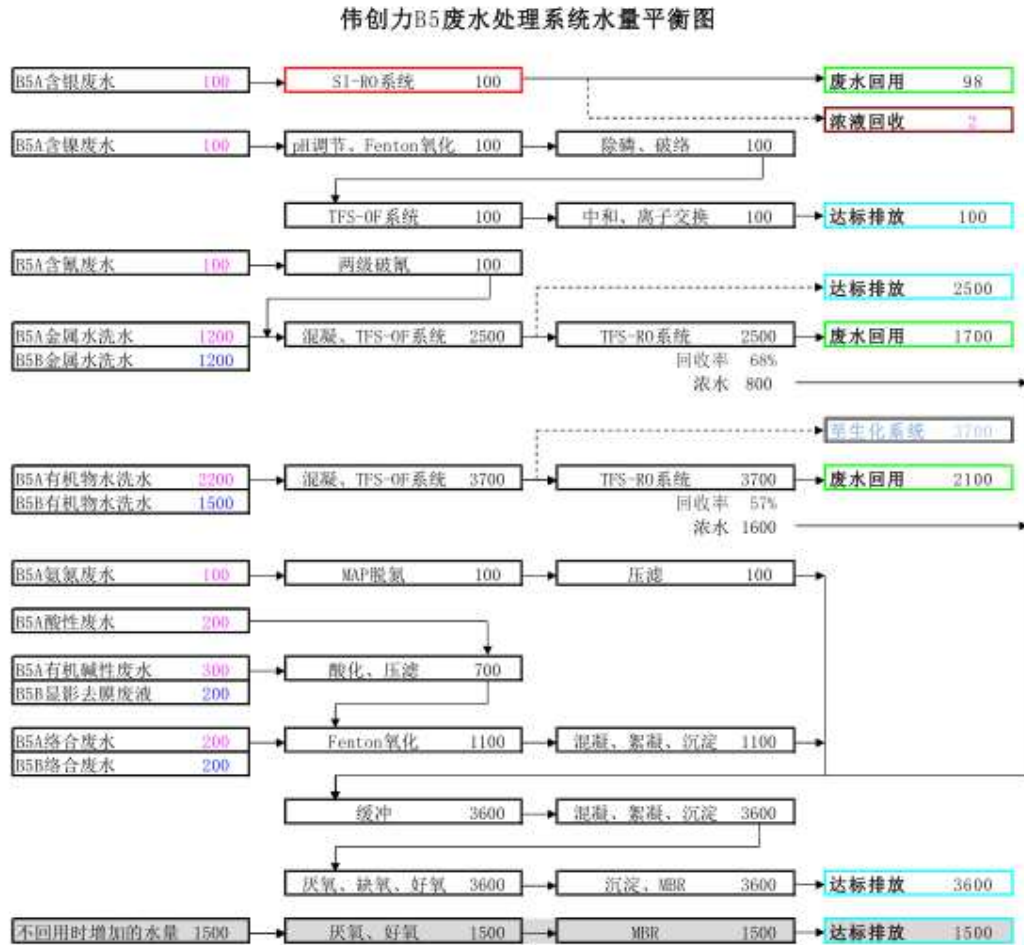 伟创力B5废水处理系统水量平衡图
B5A含银废水 100 SI-RO系统 100 废水回用 98
浓液回收 2
B5A含镍废水 100 pH调节、Fenton氧化 100 除磷、破络 100
TFS-OF系统 100 中和、离子交换 100 达标排放 100
B5A含氰废水 100 两级破氰 100
达标排放 2500
B5A金属水洗水 1200 混凝、TFS-OF系统 2500 TFS-RO系统 2500 废水回用 1700
B5B金属水洗水 1200 回收率 68%
浓水 800
至生化系统 3700
B5A有机物水洗水 2200 混凝、TFS-OF系统 3700 TFS-RO系统 3700 废水回用 2100
B5B有机物水洗水 1500 回收率 57%
浓水 1600
B5A氨氮废水 100 MAP脱氮 100 压滤 100
B5A酸性废水 200
B5A有机碱性废水 300 酸化、压滤 700
B5B显影去膜废液 200
B5A络合废水 200 Fenton氧化 1100 混凝、絮凝、沉淀 1100
B5B络合废水 200
缓冲 3600 混凝、絮凝、沉淀 3600
厌氧、缺氧、好氧 3600 沉淀、MBR 3600 达标排放 3600
不回用时增加的水量 1500 厌氧、好氧 1500 MBR 1500 达标排放 1500